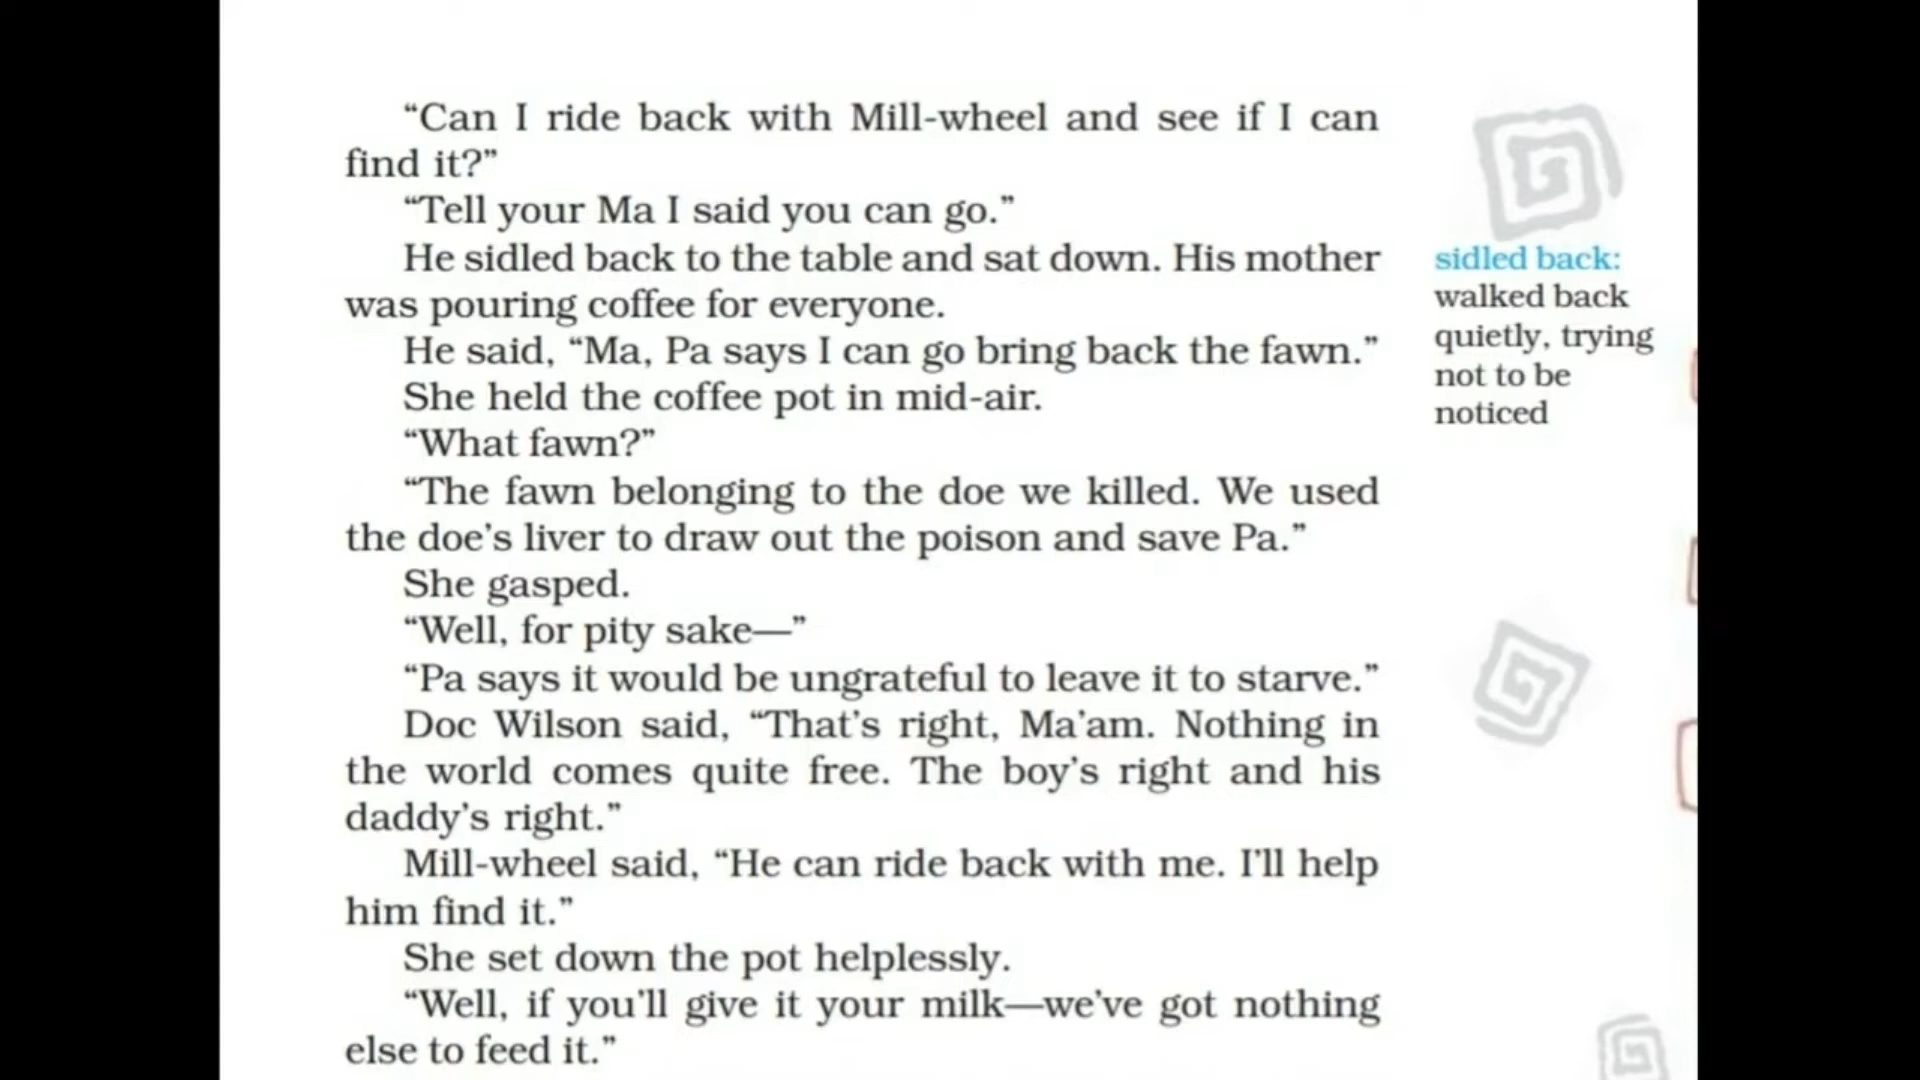 “Can I ride back with Mill-wheel and see if I can
find it?”
“Tell your Ma I said you can go.”
He sidled back to the table and sat down. His mother
was pouring coffee for everyone.
He said, “Ma, Pa says I can go bring back the fawn.”
She held the coffee pot in mid-air.
“What fawn?”
“The fawn belonging to the doe we killed. We used
the doe’s liver to draw out the poison and save Pa.”
She gasped.
“Well, for pity sake—”
“Pa says it would be ungrateful to leave it to starve.”
Doc Wilson said, “That’s right, Ma’am. Nothing in
the world comes quite free. The boy’s right and his
daddy’s right.”
Mill-wheel said, “He can ride back with me. I’ll help
him find it.”
She set down the pot helplessly.
“Well, if you’ll give it your milk—we’ve got nothing
else to feed it.”
sidled back:
walked back
quietly, trying
not to be
noticed